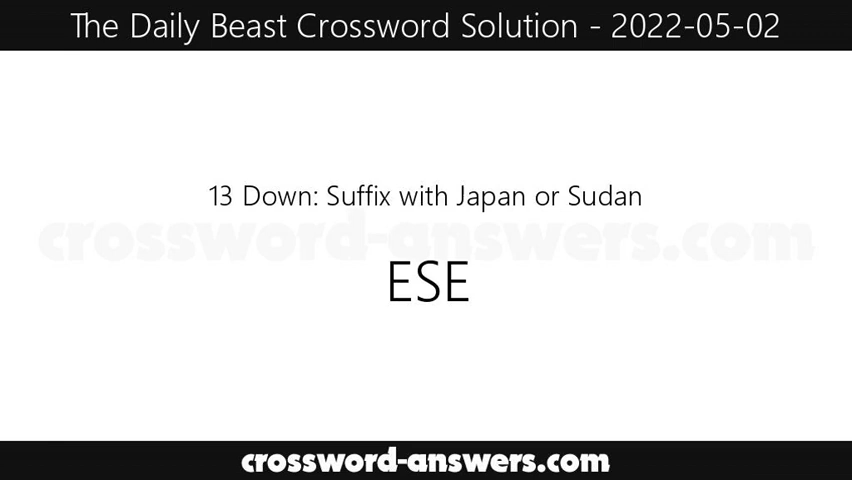 The Daily Beast Crossword Solution - 2022-05-02
13 Down: Suffix with Japan or Sudan
crossword-answers.com
ESE
crossword-answers.com